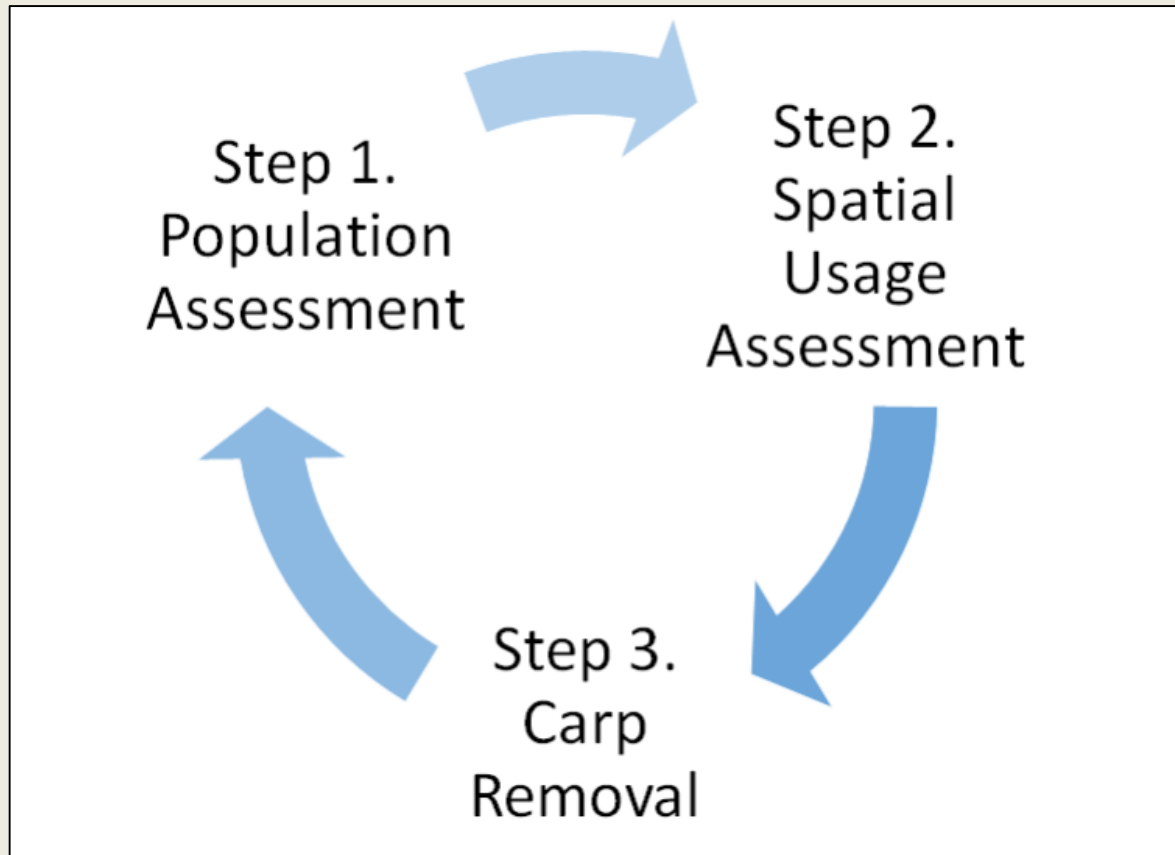 Step 1.
Population
Assessment
Step 2.
Spatial
Usage
Assessment
Step 3.
Carp
Removal